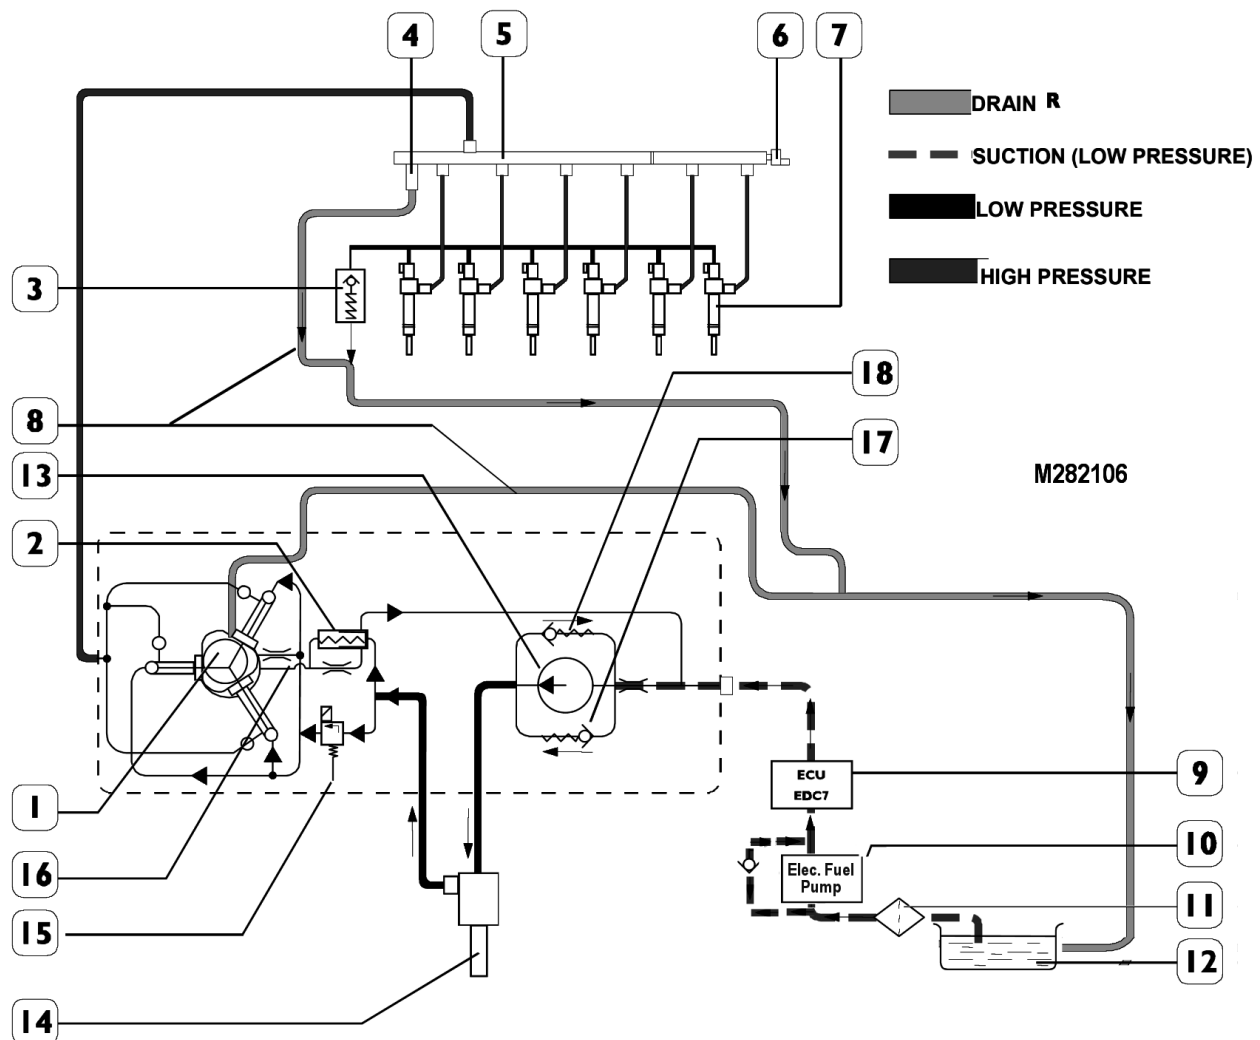 4
5
6
7
DRAIN R
SUCTION (LOW PRESSURE)
LOW PRESSURE
HIGH PRESSURE
3
18
8
17
13
M282106
2
ECU
EDC7
9
1
10
Elec. Fuel
Pump
16
11
15
12
14